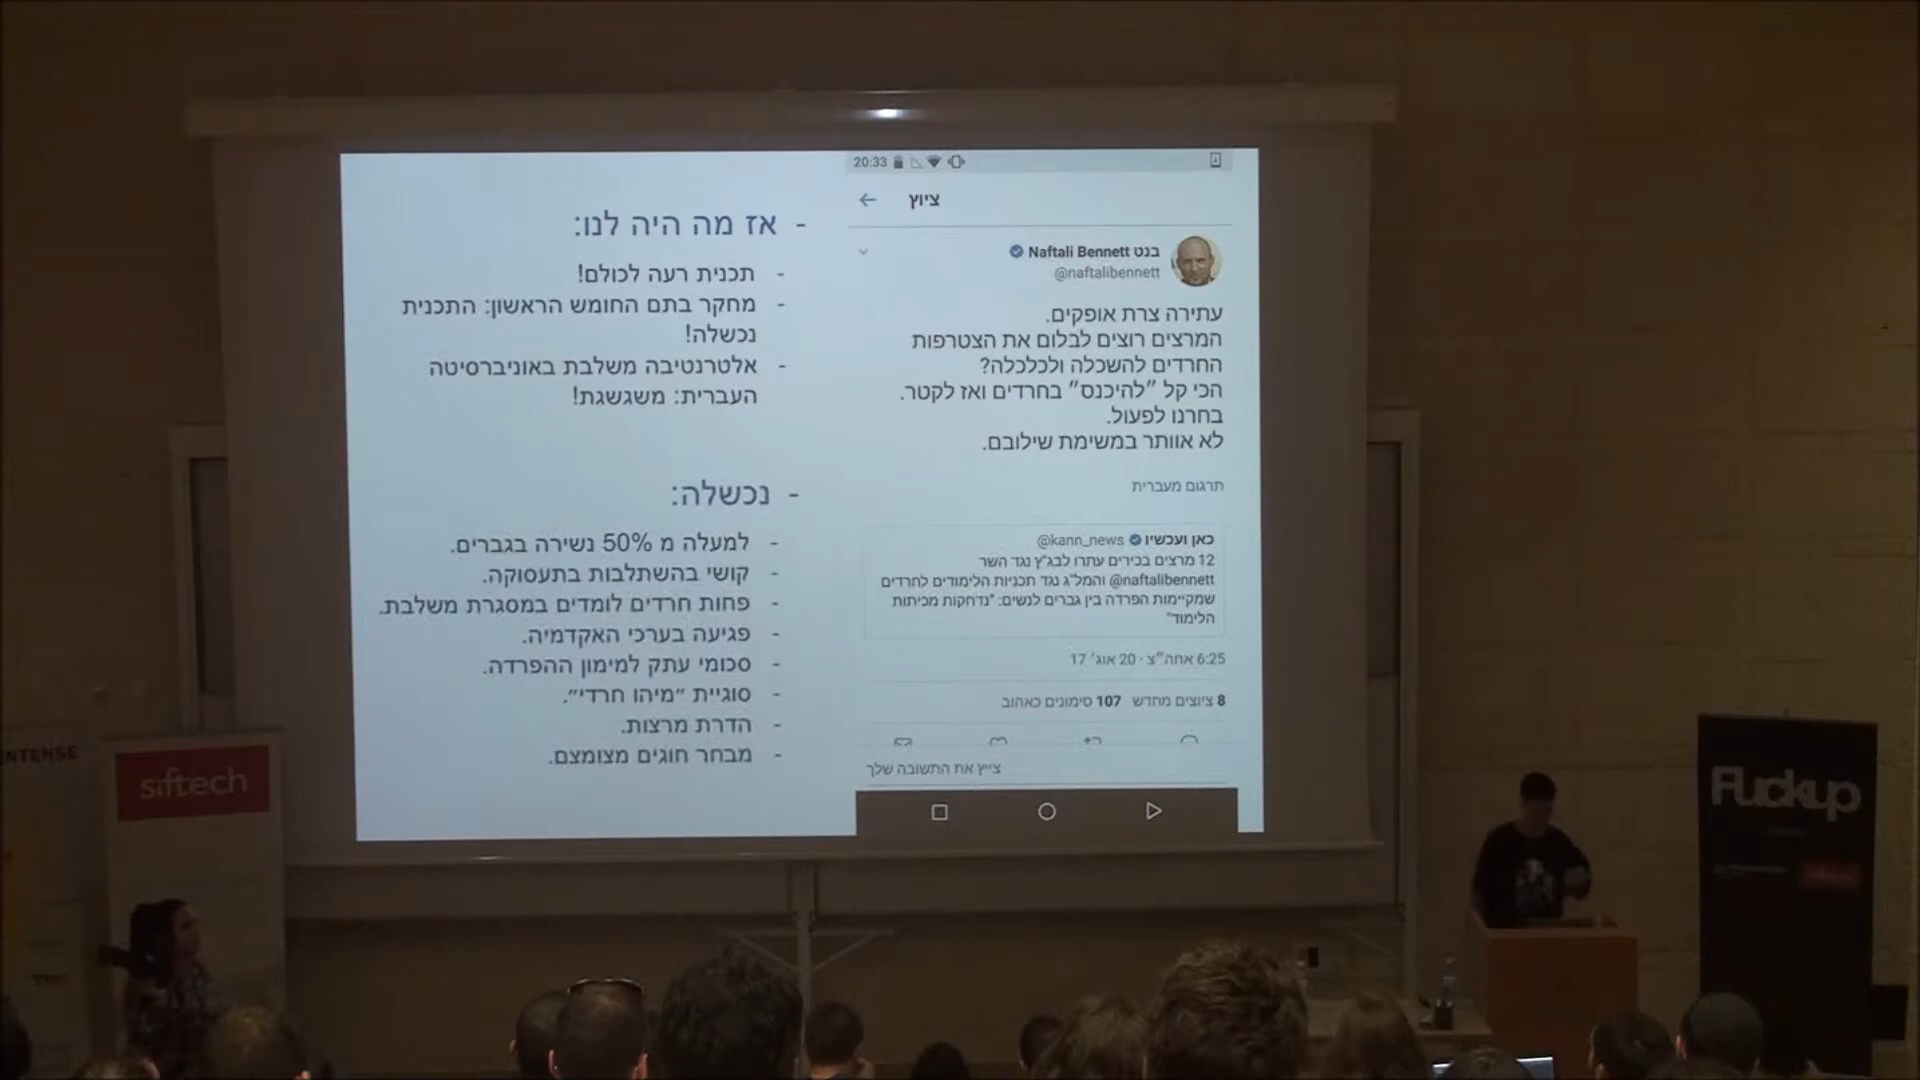 - אז מה היה לנו:
- תכנית רעה לכולם!
- מחקר בתם החומש הראשון: התכנית
נכשלה!
- אלטרנטיבה משלבת באוניברסיטה
העברית: משגשגת!
- נכשלה:
- למעלה מ 50% נשירה בגברים.
- קושי בהשתלבות בתעסוקה.
- פחות חרדים לומדים במסגרת משלבת.
- פגיעה בערכי האקדמיה.
- סכומי עתק למימון ההפרדה.
- סוגיית ״מיהו חרדי״.
- הדרת מרצות.
- מבחר חוגים מצומצם.
20:33
ציוץ
בנט Naftali Bennett
@naftalibennett
עתירה צרת אופקים.
המרצים רוצים לבלום את הצטרפות
החרדים להשכלה ולכלכלה?
הכי קל ״להיכנס״ בחרדים ואז לקטר.
בחרנו לפעול.
לא אוותר במשימת שילובם.
תרגום מעברית
כאן ועכשיו @kann_news
12 מרצים בכירים עתרו לבג"ץ נגד השר
@naftalibennett והמל"ג נגד תכניות הלימודים לחרדים
שמקיימות הפרדה בין גברים לנשים: "נדחקות מכיתות
הלימוד"
6:25 אחה״צ · 20 אוג׳ 17
8 ציוצים מחדש 107 סימונים כאהוב
צייץ את התשובה שלך
NTENSE
siftech
Fuckup